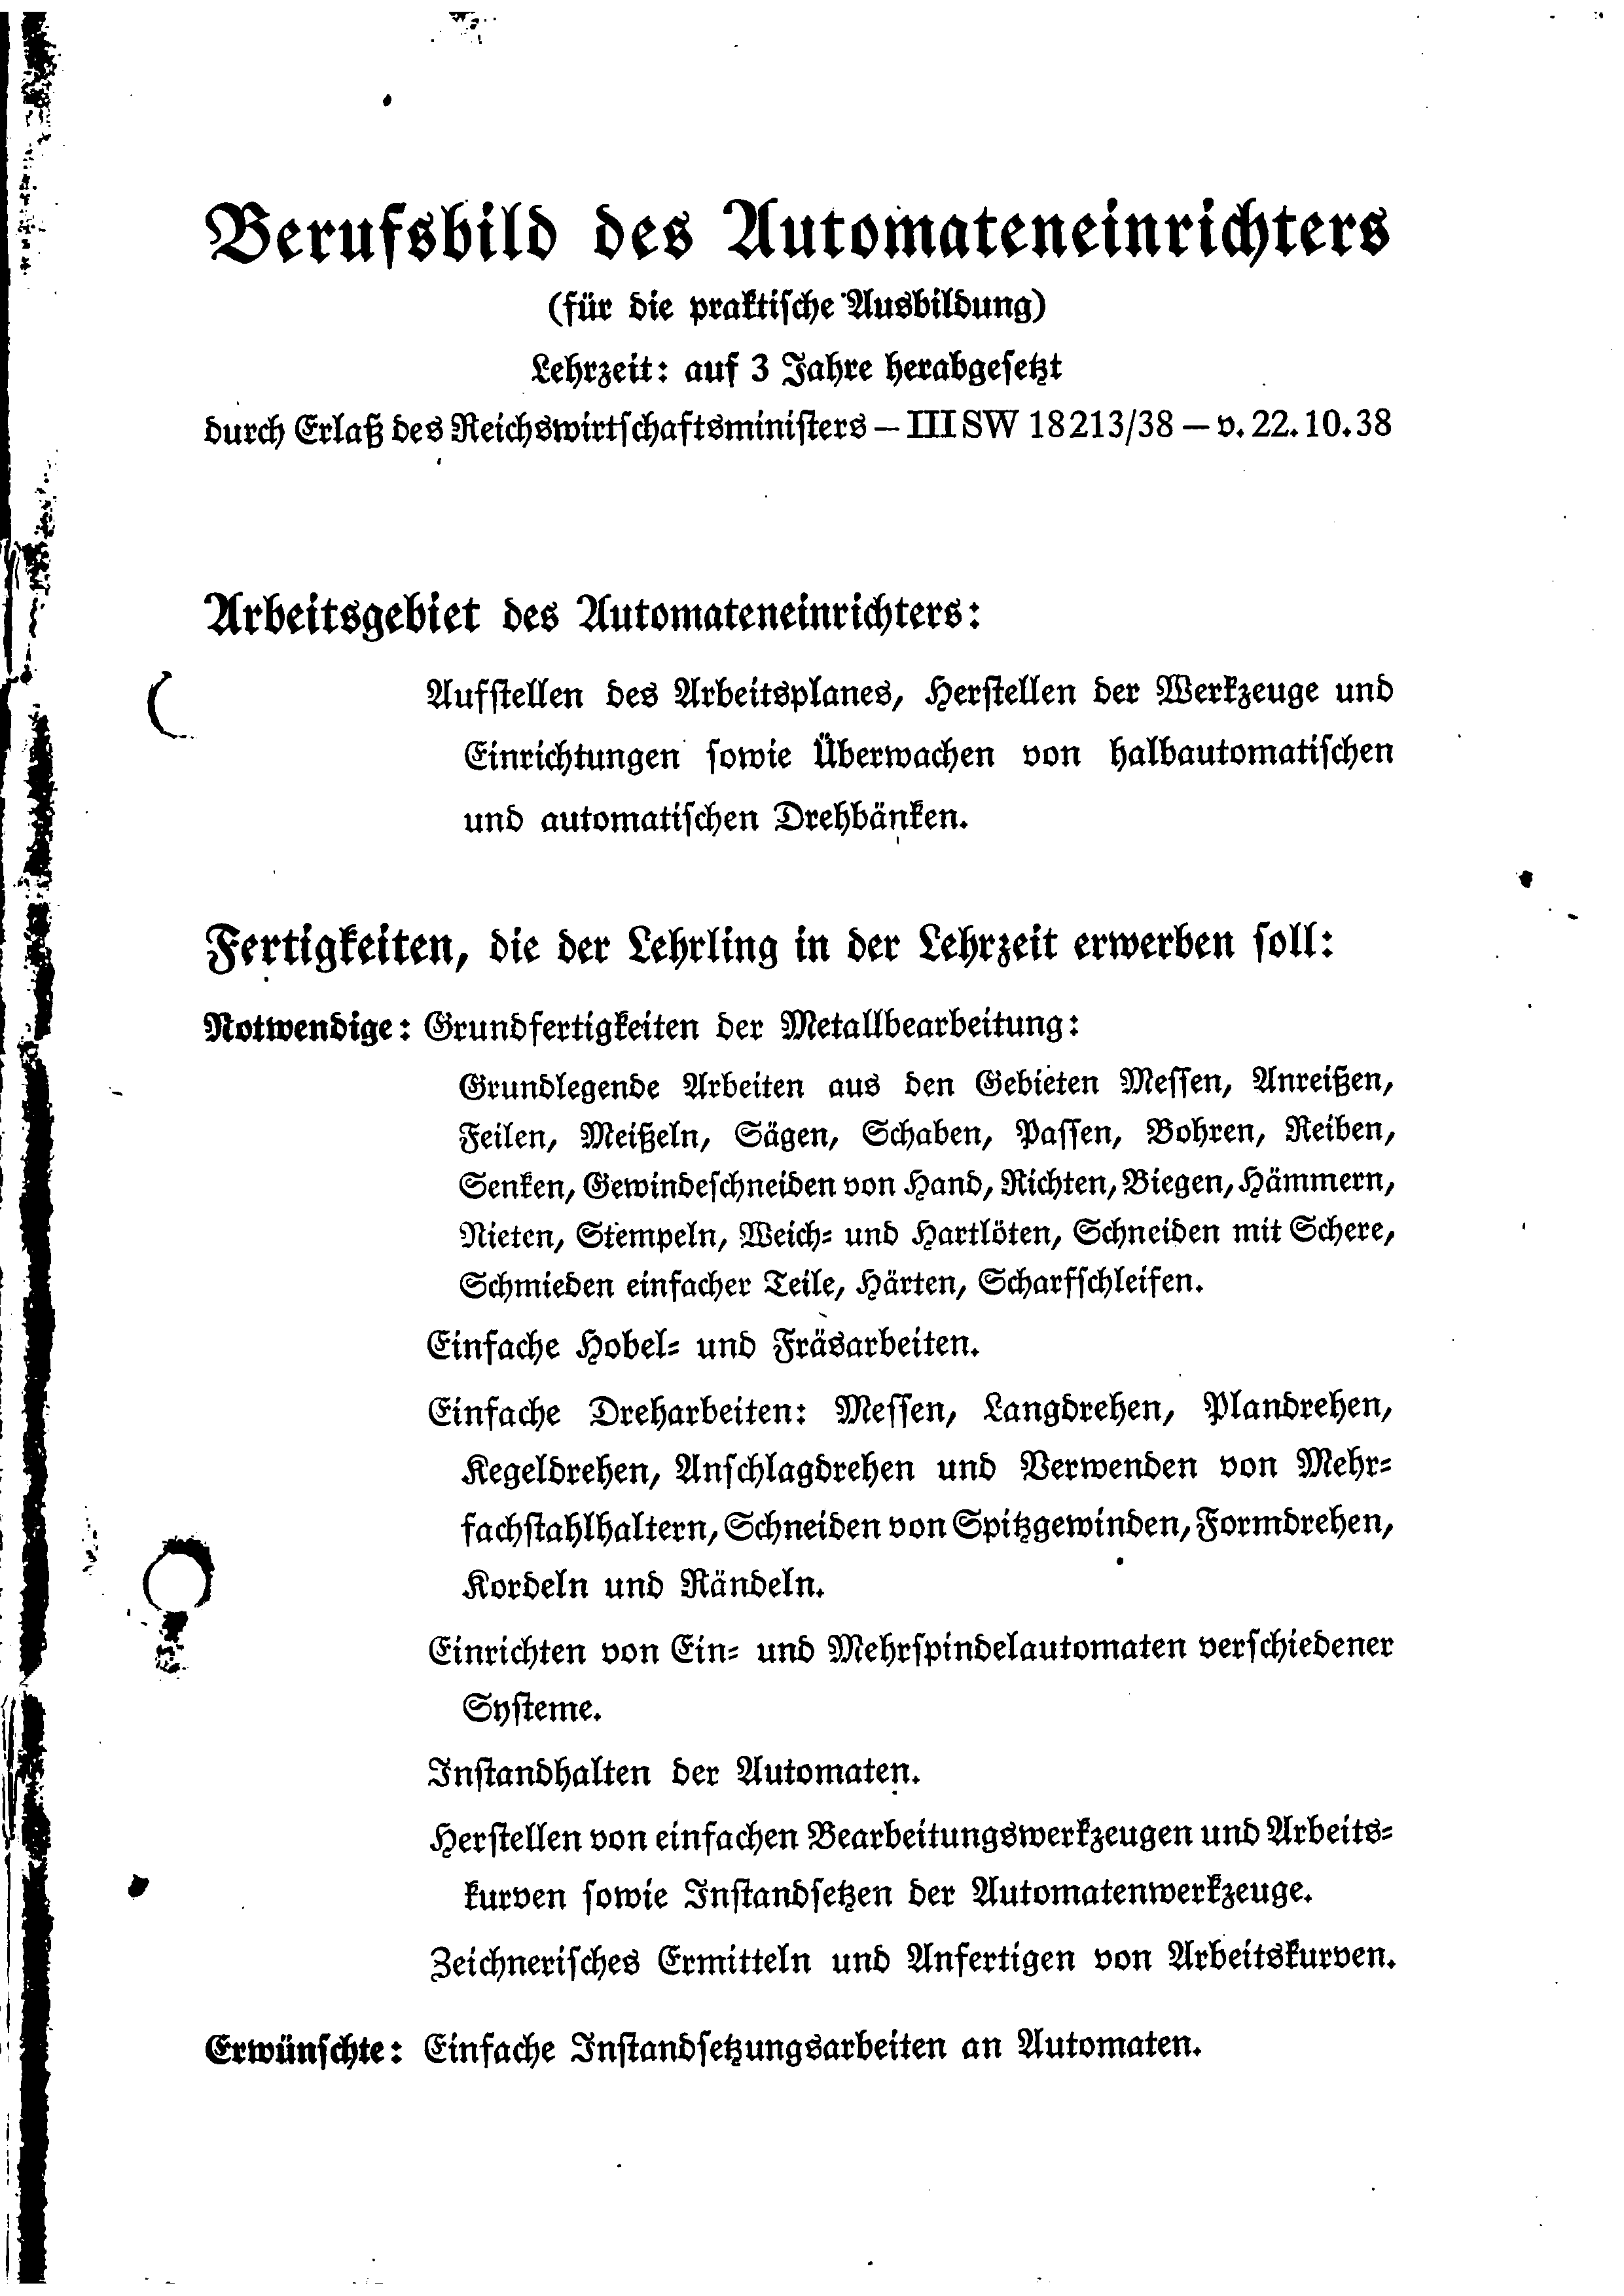 Berufsbild des Automateneinrichters
(für die praktische Ausbildung)
Lehrzeit: auf 3 Jahre herabgesetzt
durch Erlaß des Reichswirtschaftsministers – III SW 18213/38 – v. 22.10.38
Arbeitsgebiet des Automateneinrichters:
Aufstellen des Arbeitsplanes, Herstellen der Werkzeuge und
Einrichtungen sowie Überwachen von halbautomatischen
und automatischen Drehbänken.
Fertigkeiten, die der Lehrling in der Lehrzeit erwerben soll:
Notwendige: Grundfertigkeiten der Metallbearbeitung:
Grundlegende Arbeiten aus den Gebieten Messen, Anreißen,
Feilen, Meißeln, Sägen, Schaben, Passen, Bohren, Reiben,
Senken, Gewindeschneiden von Hand, Richten, Biegen, Hämmern,
Nieten, Stempeln, Weich- und Hartlöten, Schneiden mit Schere,
Schmieden einfacher Teile, Härten, Scharfschleifen.
Einfache Hobel- und Fräsarbeiten.
Einfache Dreharbeiten: Messen, Langdrehen, Plandrehen,
Kegeldrehen, Anschlagdrehen und Verwenden von Mehr-
fachstahlhaltern, Schneiden von Spitzgewinden, Formdrehen,
Kordeln und Rändeln.
Einrichten von Ein- und Mehrspindelautomaten verschiedener
Systeme.
Instandhalten der Automaten.
Herstellen von einfachen Bearbeitungswerkzeugen und Arbeits-
kurven sowie Instandsetzen der Automatenwerkzeuge.
Zeichnerisches Ermitteln und Anfertigen von Arbeitskurven.
Erwünschte: Einfache Instandsetzungsarbeiten an Automaten.